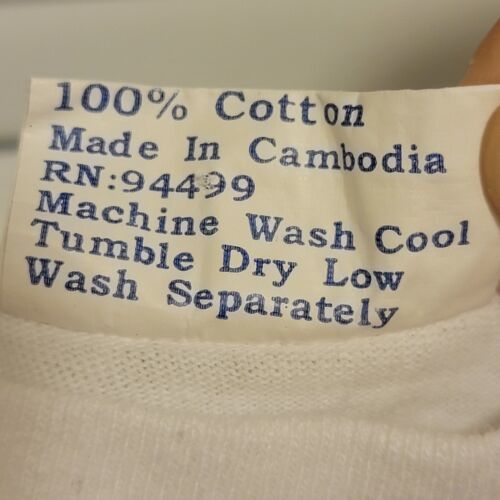 100% Cotton
Made In Cambodia
RN:94499
Machine Wash Cool
Tumble Dry Low
Wash Separately